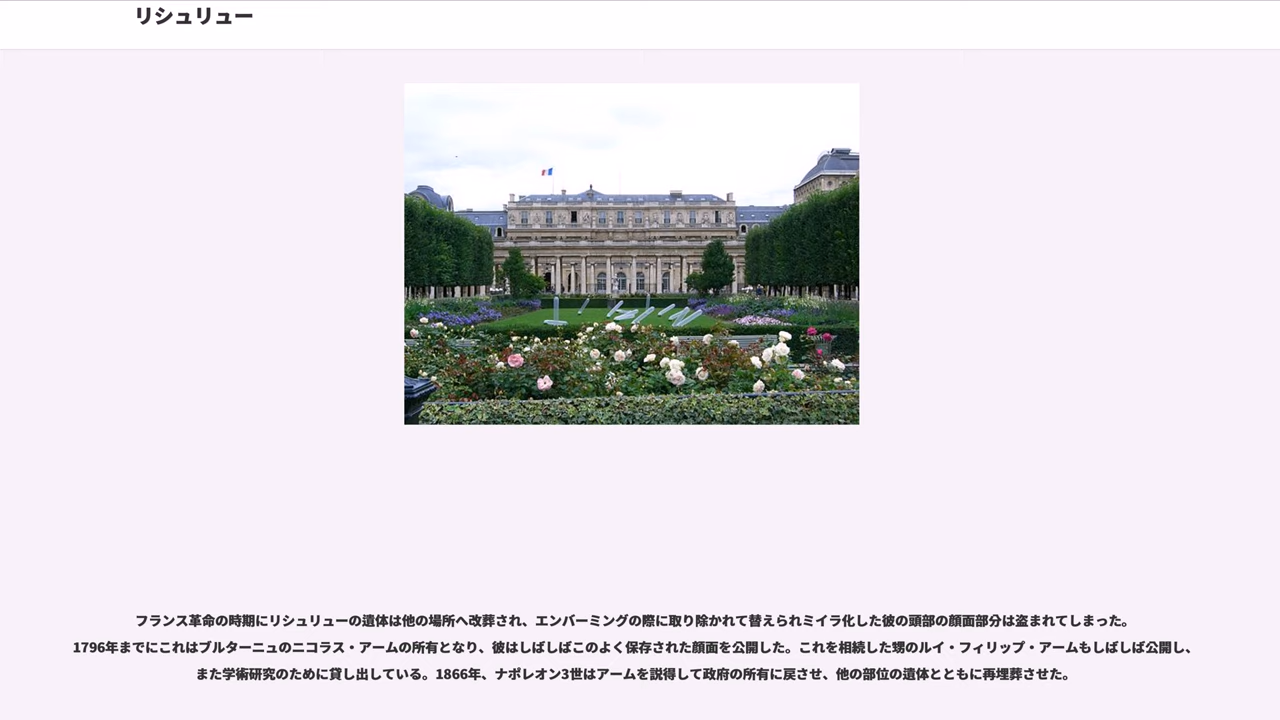 リシュリュー
フランス革命の時期にリシュリューの遺体は他の場所へ改葬され、エンバーミングの際に取り除かれて替えられミイラ化した彼の頭部の顔面部分は盗まれてしまった。
1796年までにこれはブルターニュのニコラス・アームの所有となり、彼はしばしばこのよく保存された顔面を公開した。これを相続した甥のルイ・フィリップ・アームもしばしば公開し、
また学術研究のために貸し出している。1866年、ナポレオン3世はアームを説得して政府の所有に戻させ、他の部位の遺体とともに再埋葬させた。